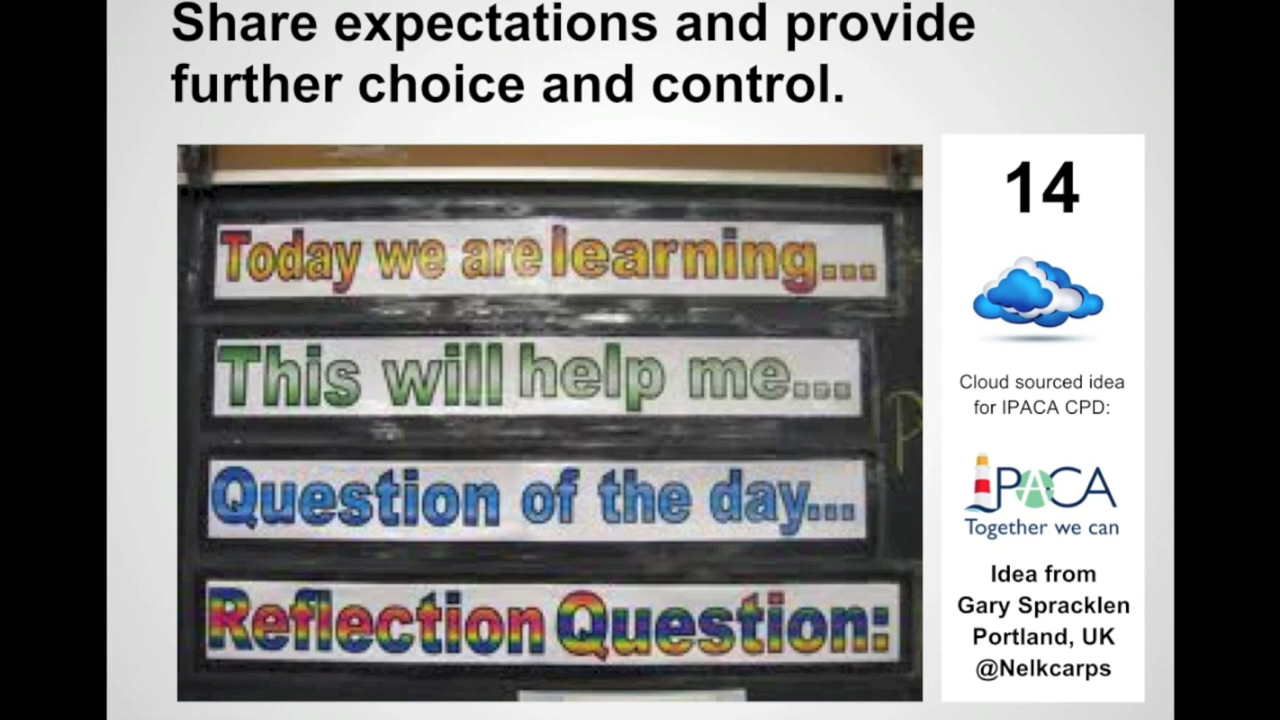 Share expectations and provide
further choice and control.
Today we are learning...
This will help me...
Question of the day...
Reflection Question:
14
Cloud sourced idea
for IPACA CPD:
IPACA
Together we can
Idea from
Gary Spracklen
Portland, UK
@Nelkcarps